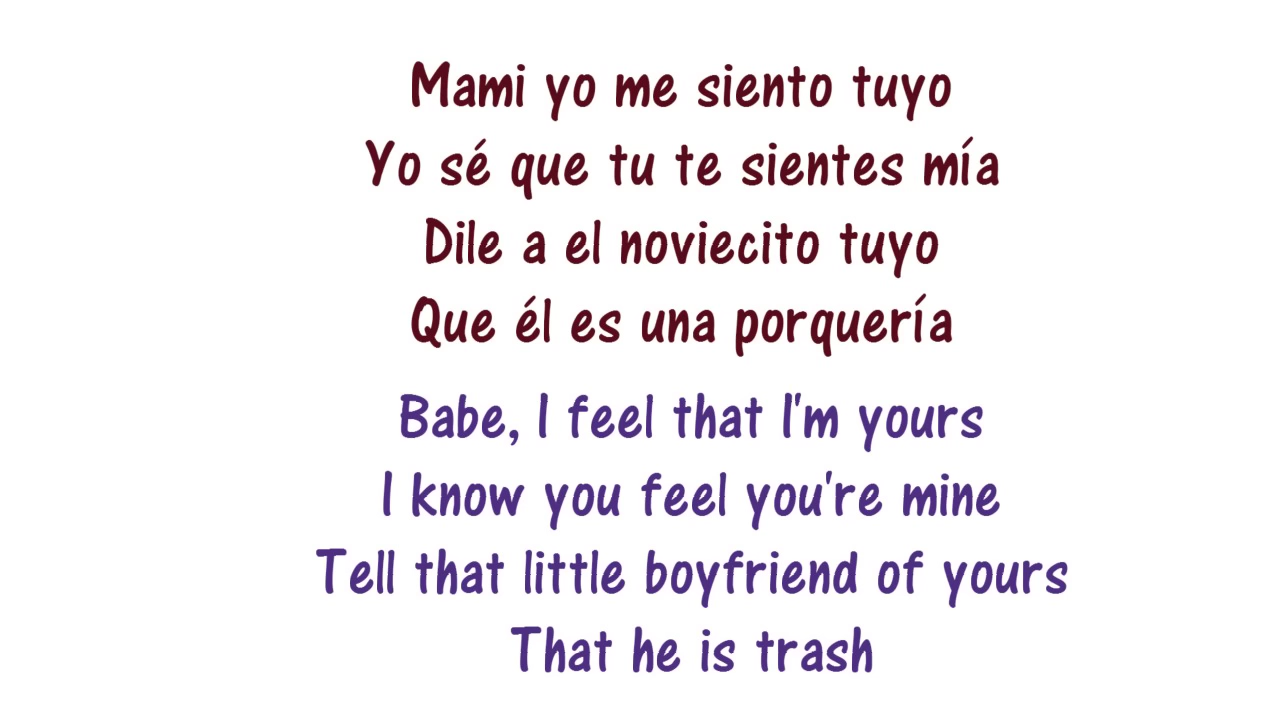 Mami yo me siento tuyo
Yo sé que tu te sientes mía
Dile a el noviecito tuyo
Que él es una porquería
Babe, I feel that I'm yours
I know you feel you're mine
Tell that little boyfriend of yours
That he is trash